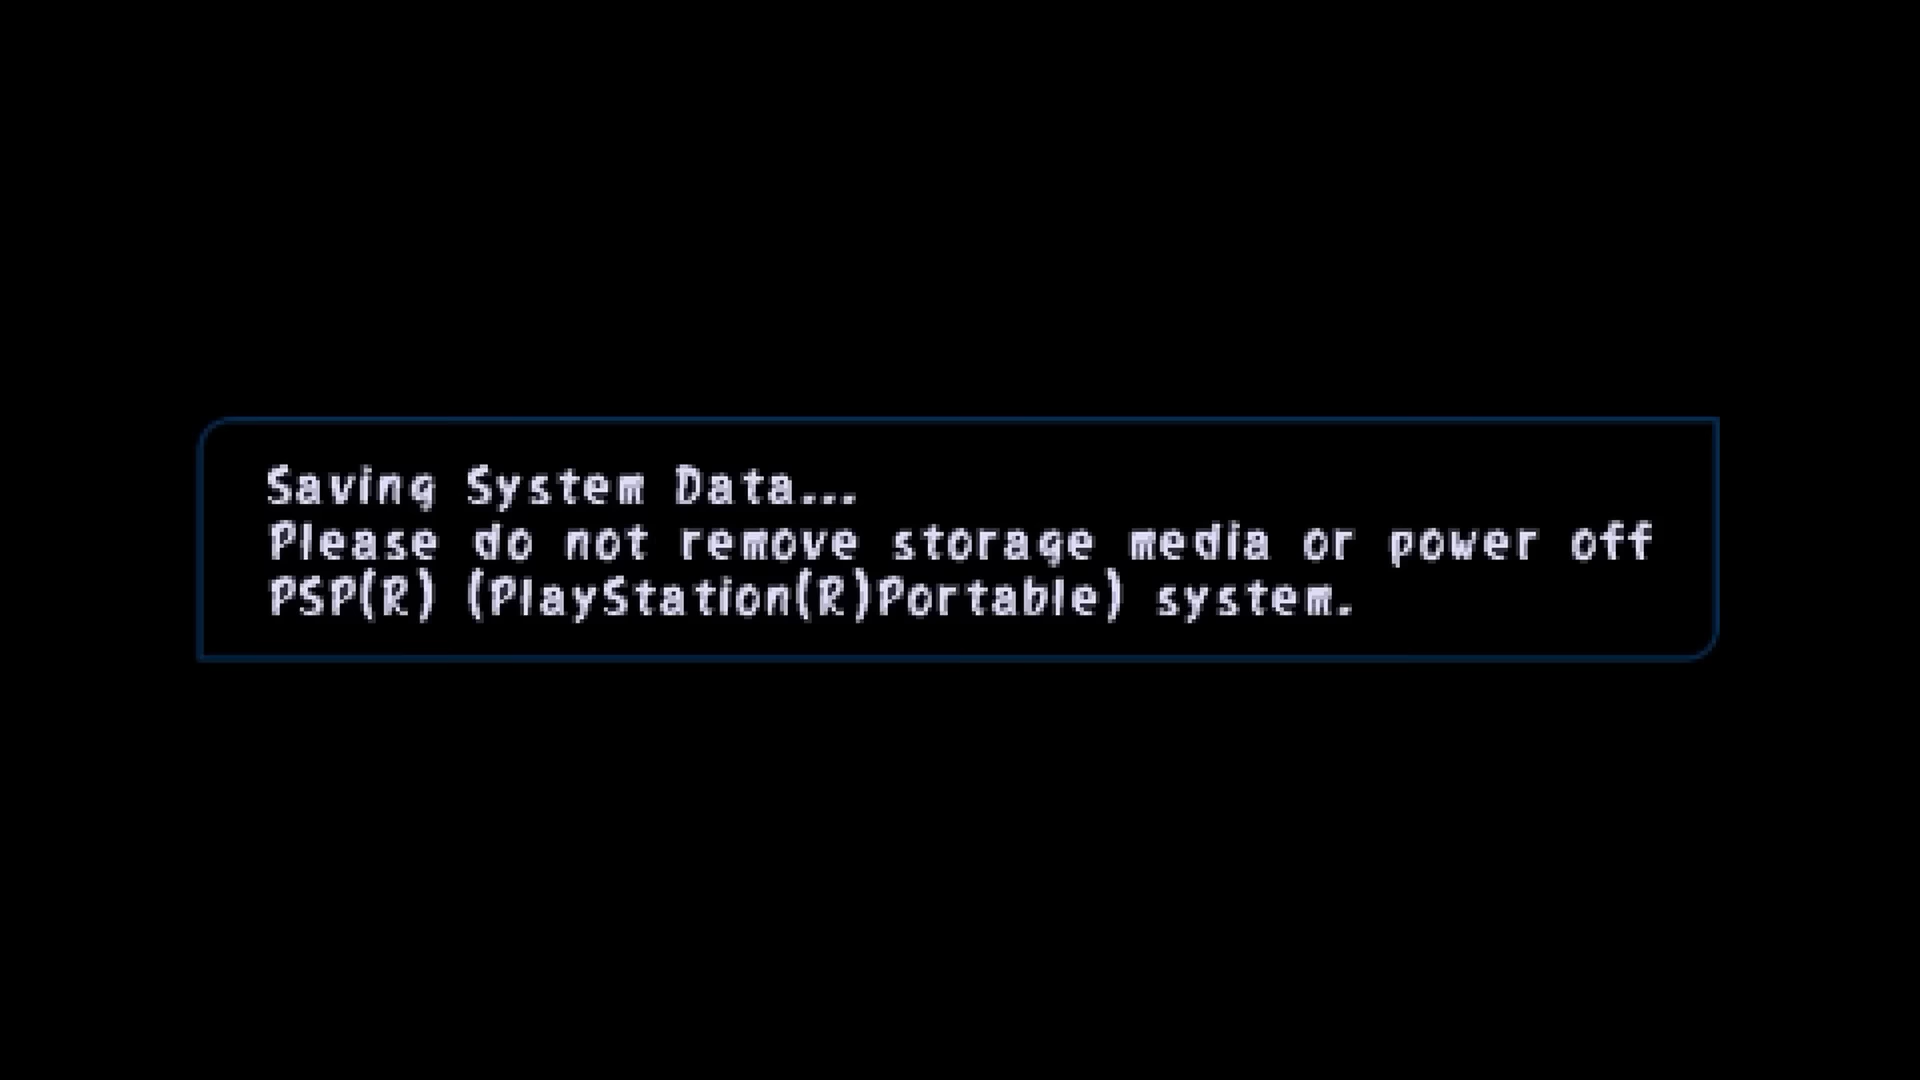 Saving System Data...
Please do not remove storage media or power off
PSP(R) (PlayStation(R)Portable) system.